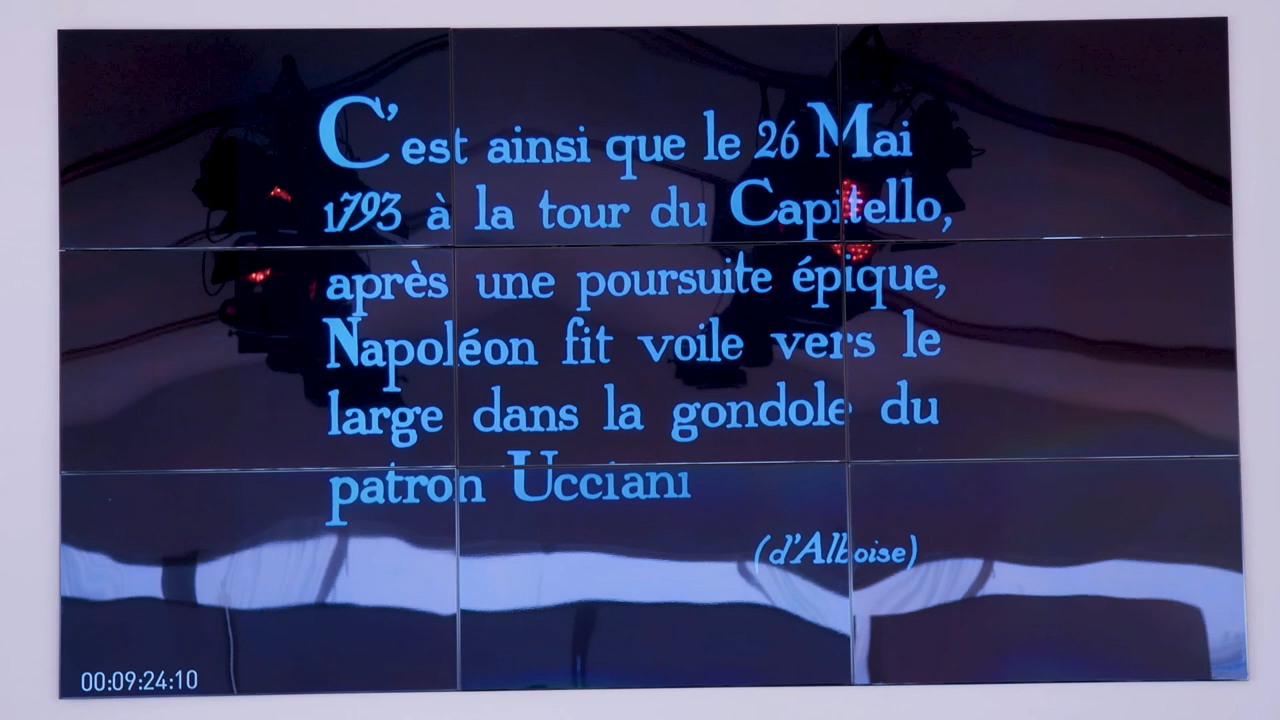 C'est ainsi que le 26 Mai
1793 à la tour du Capitello,
après une poursuite épique,
Napoléon fit voile vers le
large dans la gondole du
patron Ucciani
(d'Alboise)
00:09:24:10